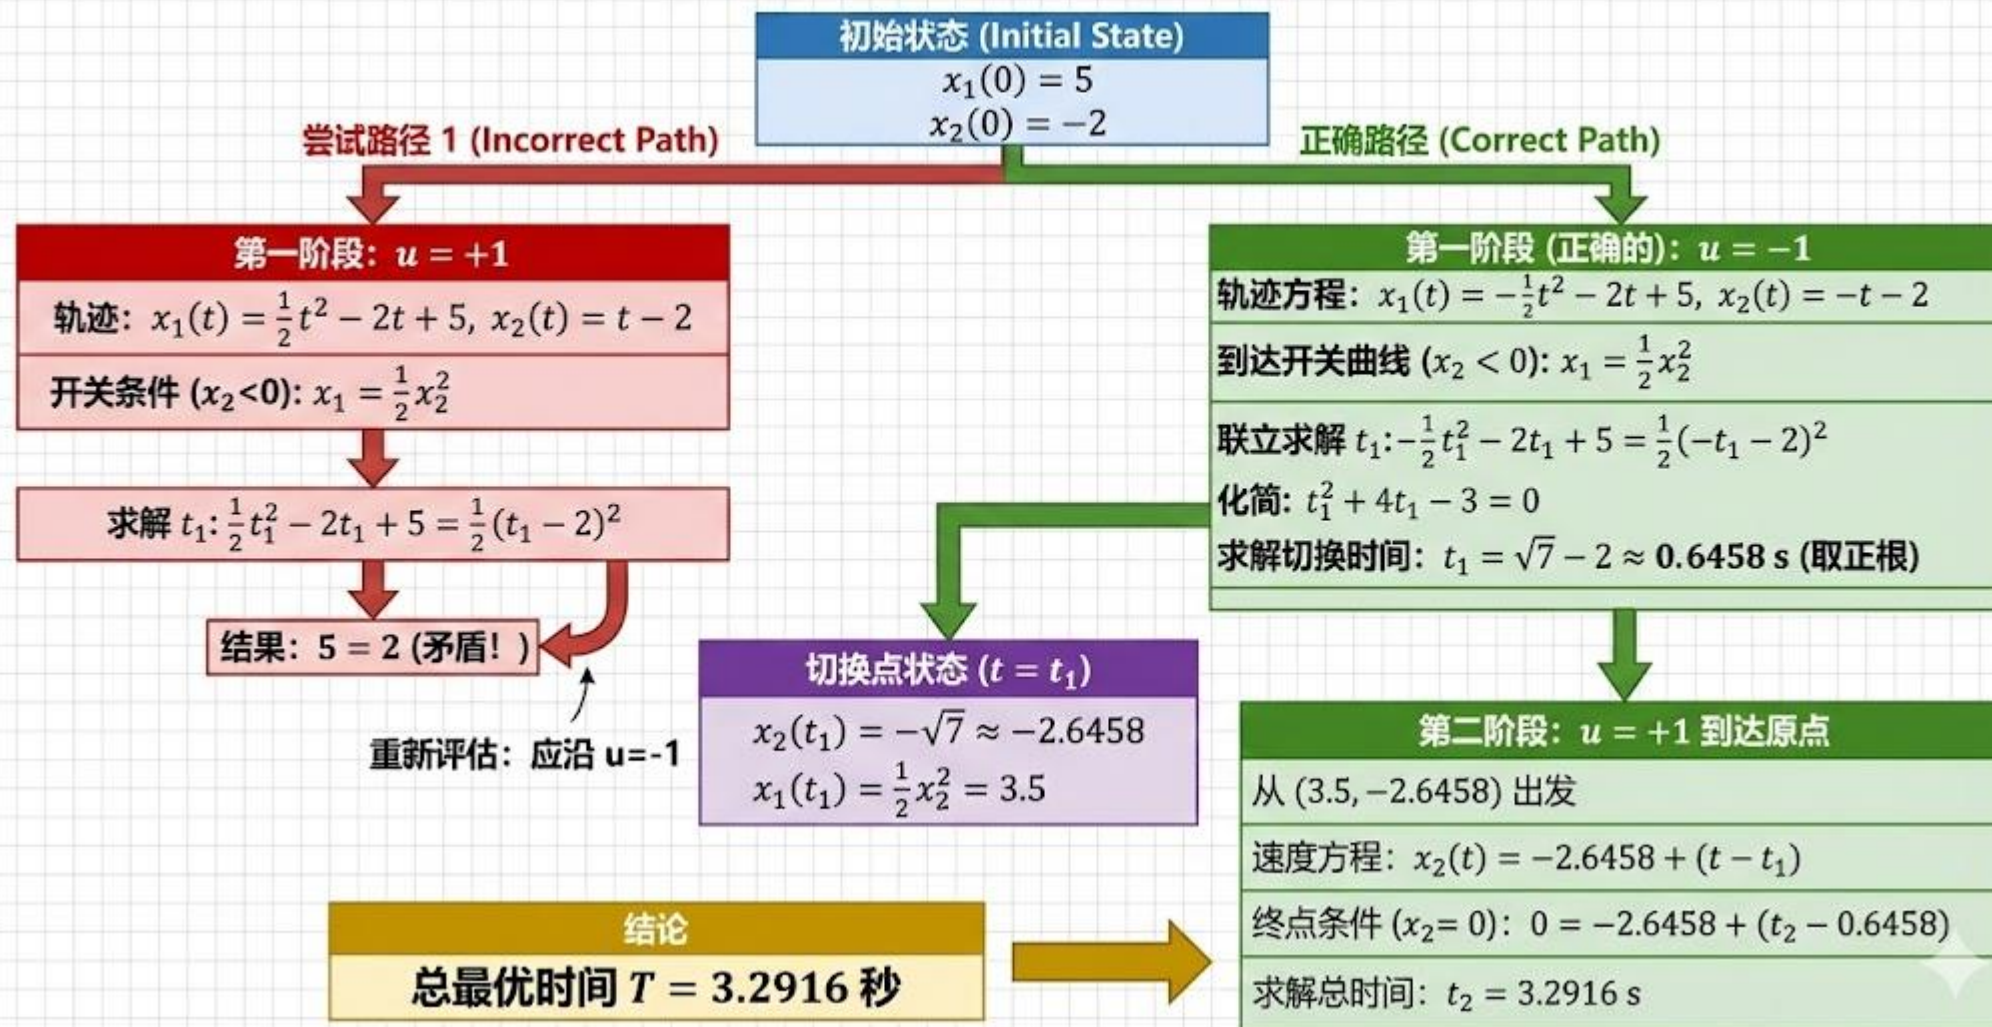 初始状态 (Initial State)
x₁(0) = 5
x₂(0) = −2
尝试路径 1 (Incorrect Path)
正确路径 (Correct Path)
第一阶段：u = +1
轨迹：x₁(t) = ½t² − 2t + 5, x₂(t) = t − 2
开关条件 (x₂<0): x₁ = ½x₂²
求解 t₁: ½t₁² − 2t₁ + 5 = ½(t₁ − 2)²
结果：5 = 2 (矛盾！)
重新评估：应沿 u=-1
第一阶段 (正确的)：u = −1
轨迹方程：x₁(t) = −½t² − 2t + 5, x₂(t) = −t − 2
到达开关曲线 (x₂ < 0): x₁ = ½x₂²
联立求解 t₁:−½t₁² − 2t₁ + 5 = ½(−t₁ − 2)²
化简: t₁² + 4t₁ − 3 = 0
求解切换时间：t₁ = √7 − 2 ≈ 0.6458 s (取正根)
切换点状态 (t = t₁)
x₂(t₁) = −√7 ≈ −2.6458
x₁(t₁) = ½x₂² = 3.5
第二阶段：u = +1 到达原点
从 (3.5, −2.6458) 出发
速度方程：x₂(t) = −2.6458 + (t − t₁)
终点条件 (x₂= 0)：0 = −2.6458 + (t₂ − 0.6458)
求解总时间：t₂ = 3.2916 s
结论
总最优时间 T = 3.2916 秒